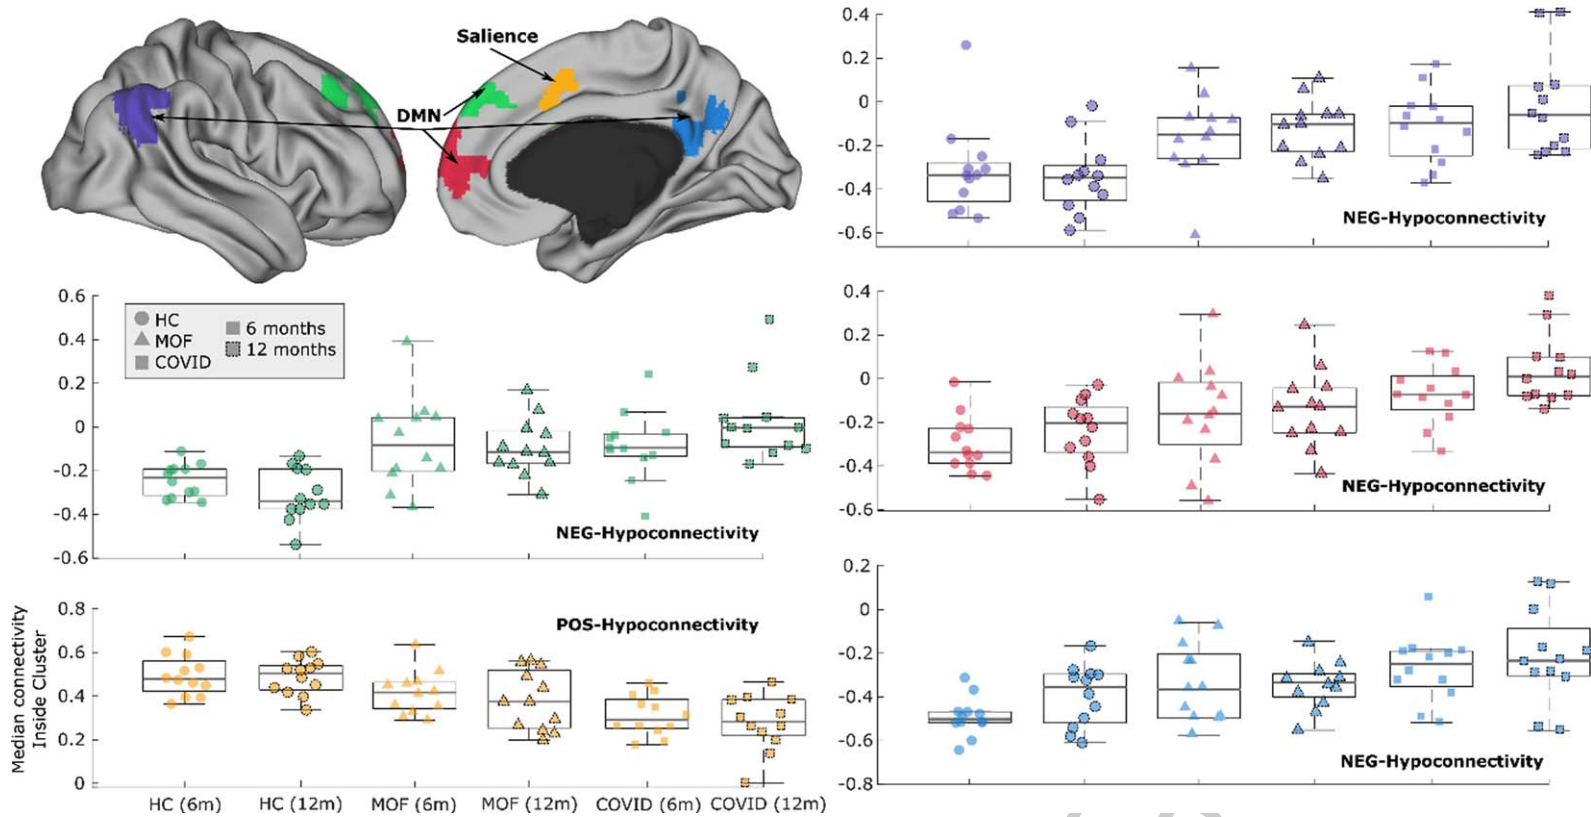 Salience
DMN
0.4
0.2
0
-0.2
-0.4
-0.6
NEG-Hypoconnectivity
0.6
0.4
0.2
0
-0.2
-0.4
-0.6
HC
MOF
COVID
6 months
12 months
NEG-Hypoconnectivity
0.4
0.2
0
-0.2
-0.4
-0.6
NEG-Hypoconnectivity
Median connectivity
Inside Cluster
0.8
0.6
0.4
0.2
0
POS-Hypoconnectivity
HC (6m) HC (12m) MOF (6m) MOF (12m) COVID (6m) COVID (12m)
0.2
0
-0.2
-0.4
-0.6
-0.8
NEG-Hypoconnectivity